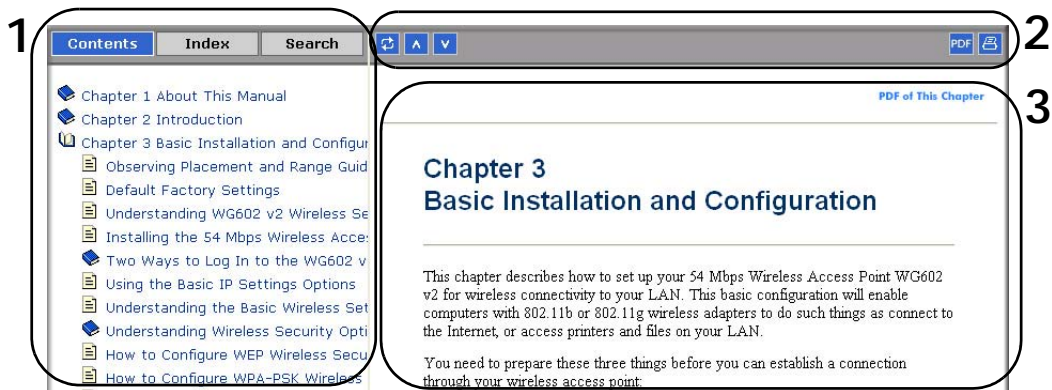 1
Contents Index Search
Chapter 1 About This Manual
Chapter 2 Introduction
Chapter 3 Basic Installation and Configur
Observing Placement and Range Guid
Default Factory Settings
Understanding WG602 v2 Wireless Se
Installing the 54 Mbps Wireless Acce
Two Ways to Log In to the WG602 v
Using the Basic IP Settings Options
Understanding the Basic Wireless Set
Understanding Wireless Security Opti
How to Configure WEP Wireless Secu
How to Configure WPA-PSK Wireless
PDF
2
3
PDF of This Chapter
Chapter 3
Basic Installation and Configuration
This chapter describes how to set up your 54 Mbps Wireless Access Point WG602
v2 for wireless connectivity to your LAN. This basic configuration will enable
computers with 802.11b or 802.11g wireless adapters to do such things as connect to
the Internet, or access printers and files on your LAN.
You need to prepare these three things before you can establish a connection
through your wireless access point: